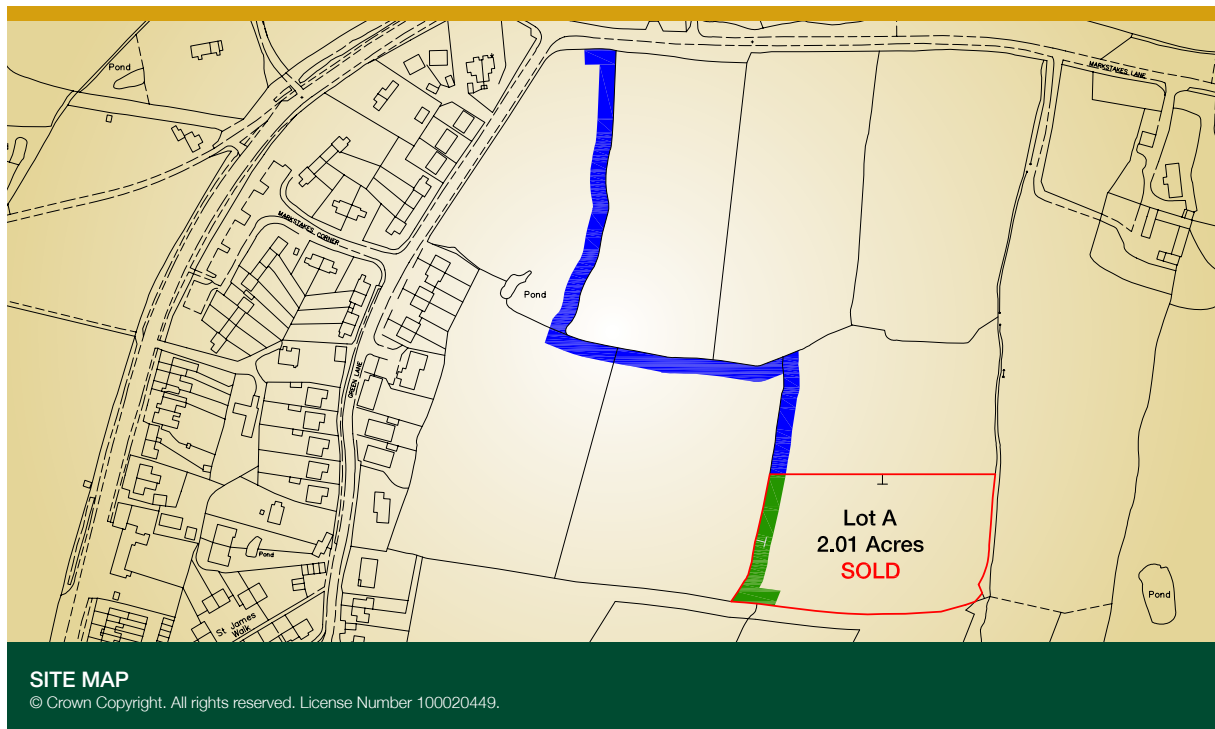 Pond
MARKSTAKES LANE
MARKSTAKES CORNER
Pond
GREEN LANE
Lot A
2.01 Acres
SOLD
Pond
Pond
St James
Walk
SITE MAP
© Crown Copyright. All rights reserved. License Number 100020449.